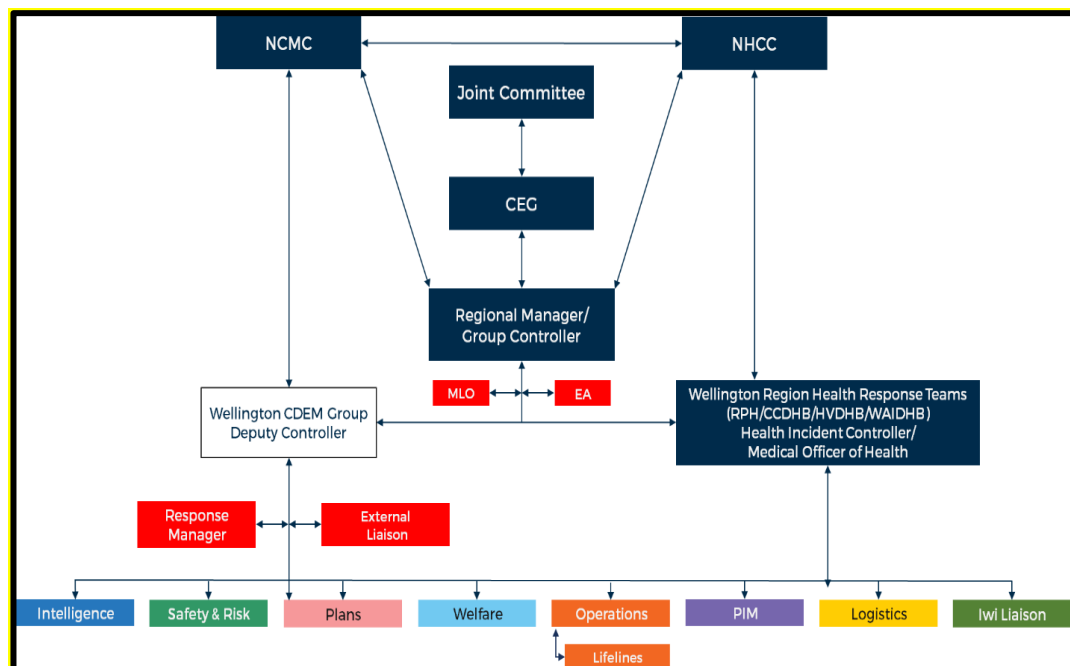 NCMC
NHCC
Joint Committee
CEG
Regional Manager/
Group Controller
MLO
EA
Wellington CDEM Group
Deputy Controller
Wellington Region Health Response Teams
(RPH/CCDHB/HVDHB/WAIDHB)
Health Incident Controller/
Medical Officer of Health
Response
Manager
External
Liaison
Intelligence
Safety & Risk
Plans
Welfare
Operations
PIM
Logistics
Iwi Liaison
Lifelines